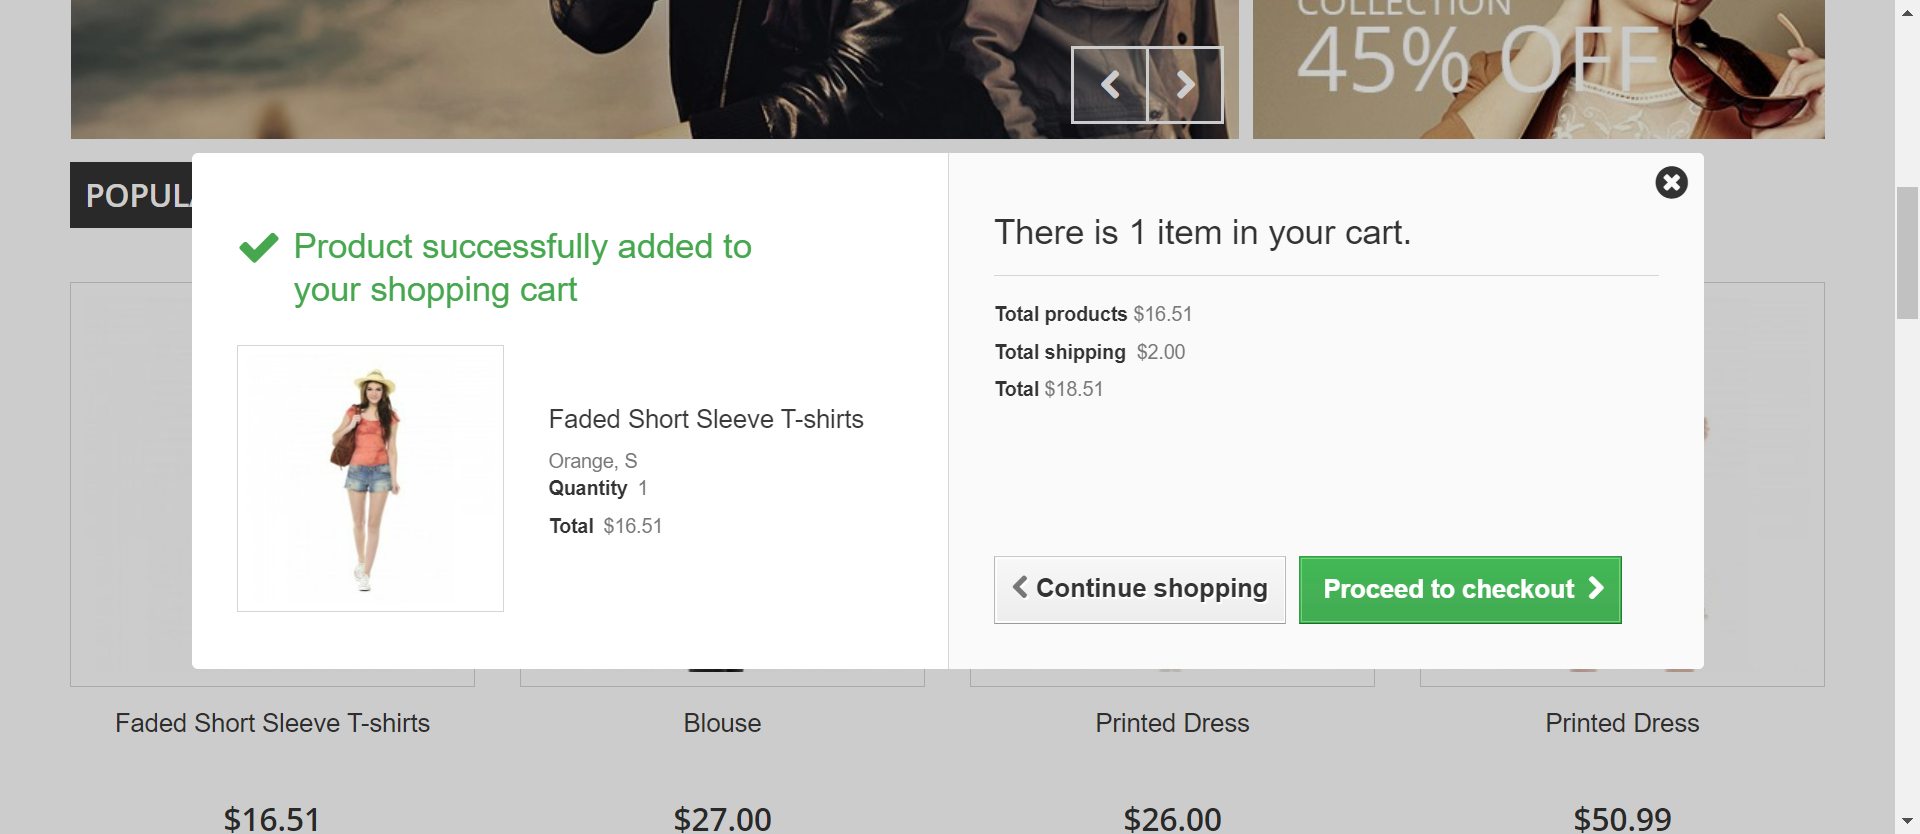 COLLECTION
45% OFF
Product successfully added to
your shopping cart
Faded Short Sleeve T-shirts
Orange, S
Quantity 1
Total $16.51
There is 1 item in your cart.
Total products $16.51
Total shipping $2.00
Total $18.51
Continue shopping
Proceed to checkout
Faded Short Sleeve T-shirts
Blouse
Printed Dress
Printed Dress
$16.51
$27.00
$26.00
$50.99